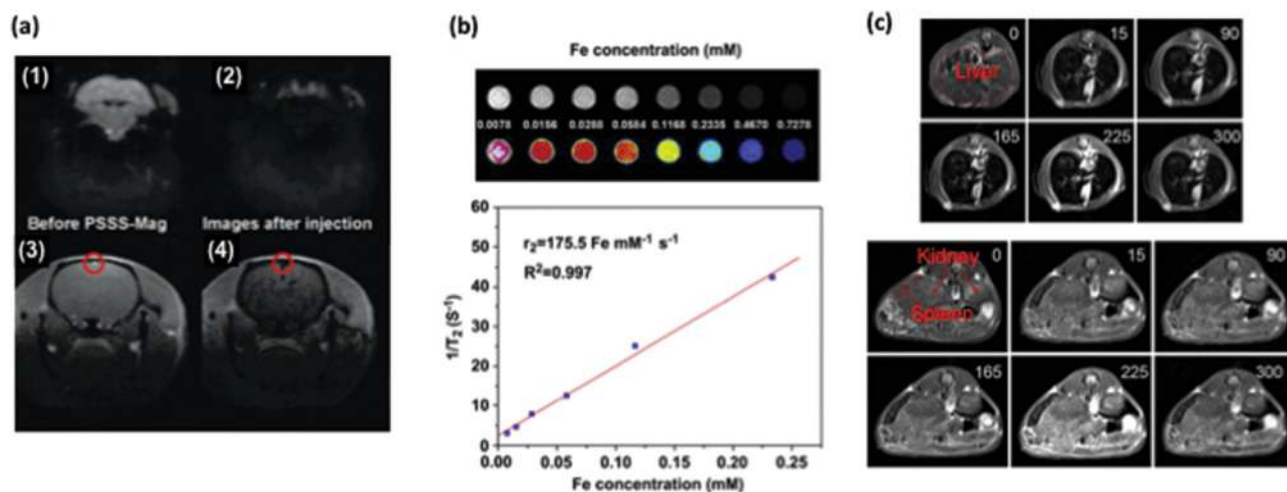 (a)
(1)
(2)
Before PSSS-Mag
Images after injection
(3)
(4)
(b)
Fe concentration (mM)
0.0078 0.0156 0.0288 0.0584 0.1168 0.2335 0.4670 0.7278
r₂=175.5 Fe mM⁻¹ s⁻¹
R²=0.997
1/T₂ (S⁻¹)
50
40
30
20
10
0
0.00 0.05 0.10 0.15 0.20 0.25
Fe concentration (mM)
(c)
0 15 90
Liver
165 225 300
Kidney 0 15 90
Spleen
165 225 300